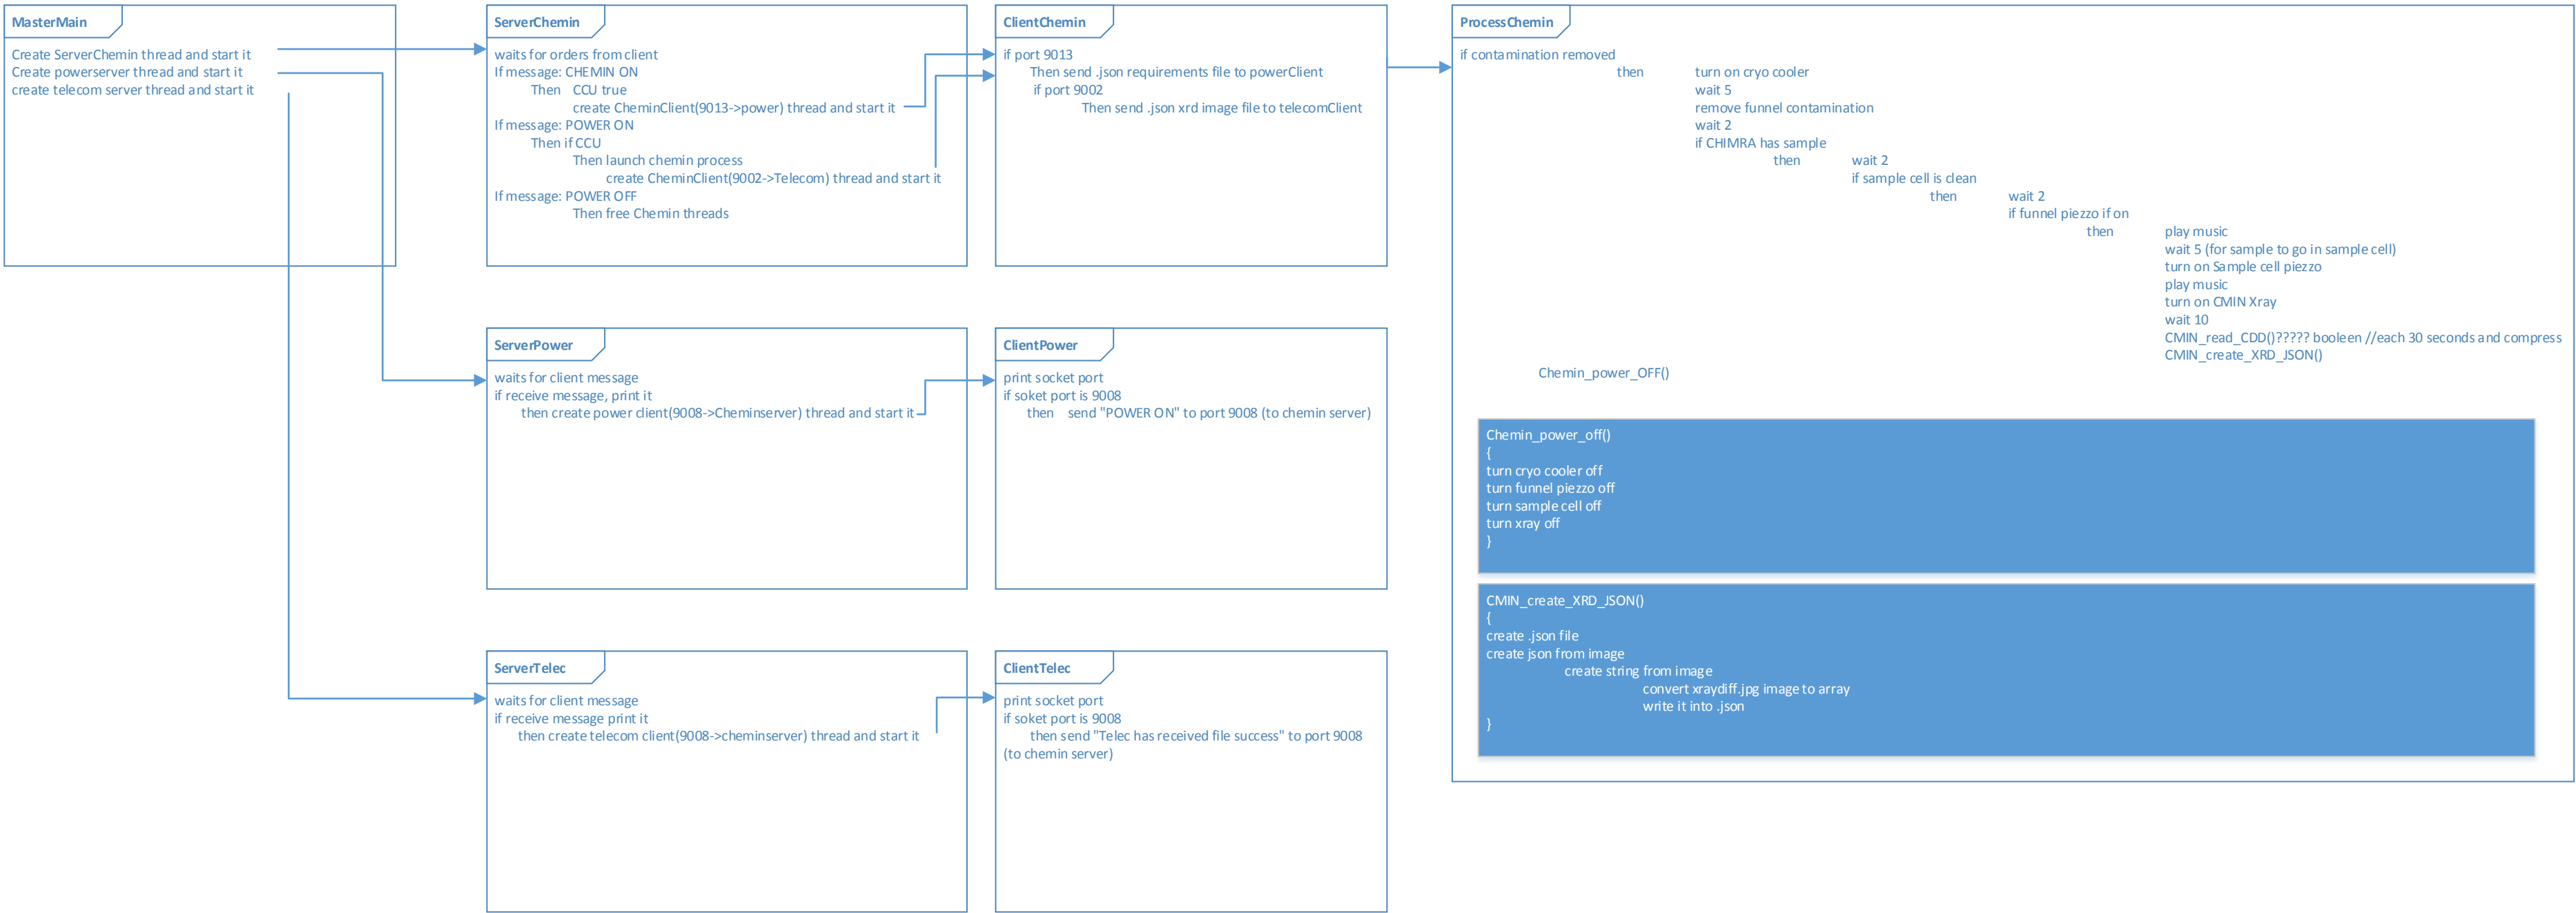 MasterMain
Create ServerChemin thread and start it
Create powerserver thread and start it
create telecom server thread and start it
ServerChemin
waits for orders from client
If message: CHEMIN ON
Then CCU true
create CheminClient(9013->power) thread and start it
If message: POWER ON
Then if CCU
Then launch chemin process
create CheminClient(9002->Telecom) thread and start it
If message: POWER OFF
Then free Chemin threads
ClientChemin
if port 9013
Then send .json requirements file to powerClient
if port 9002
Then send .json xrd image file to telecomClient
ProcessChemin
if contamination removed
then turn on cryo cooler
wait 5
remove funnel contamination
wait 2
if CHIMRA has sample
then wait 2
if sample cell is clean
then wait 2
if funnel piezzo if on
then play music
wait 5 (for sample to go in sample cell)
turn on Sample cell piezzo
play music
turn on CMIN Xray
wait 10
CMIN_read_CDD()????? booleen //each 30 seconds and compress
CMIN_create_XRD_JSON()
Chemin_power_OFF()
Chemin_power_off()
{
turn cryo cooler off
turn funnel piezzo off
turn sample cell off
turn xray off
}
CMIN_create_XRD_JSON()
{
create .json file
create json from image
create string from image
convert xraydiff.jpg image to array
write it into .json
}
ServerPower
waits for client message
if receive message, print it
then create power client(9008->Cheminserver) thread and start it
ClientPower
print socket port
if soket port is 9008
then send "POWER ON" to port 9008 (to chemin server)
ServerTelec
waits for client message
if receive message print it
then create telecom client(9008->cheminserver) thread and start it
ClientTelec
print socket port
if soket port is 9008
then send "Telec has received file success" to port 9008
(to chemin server)